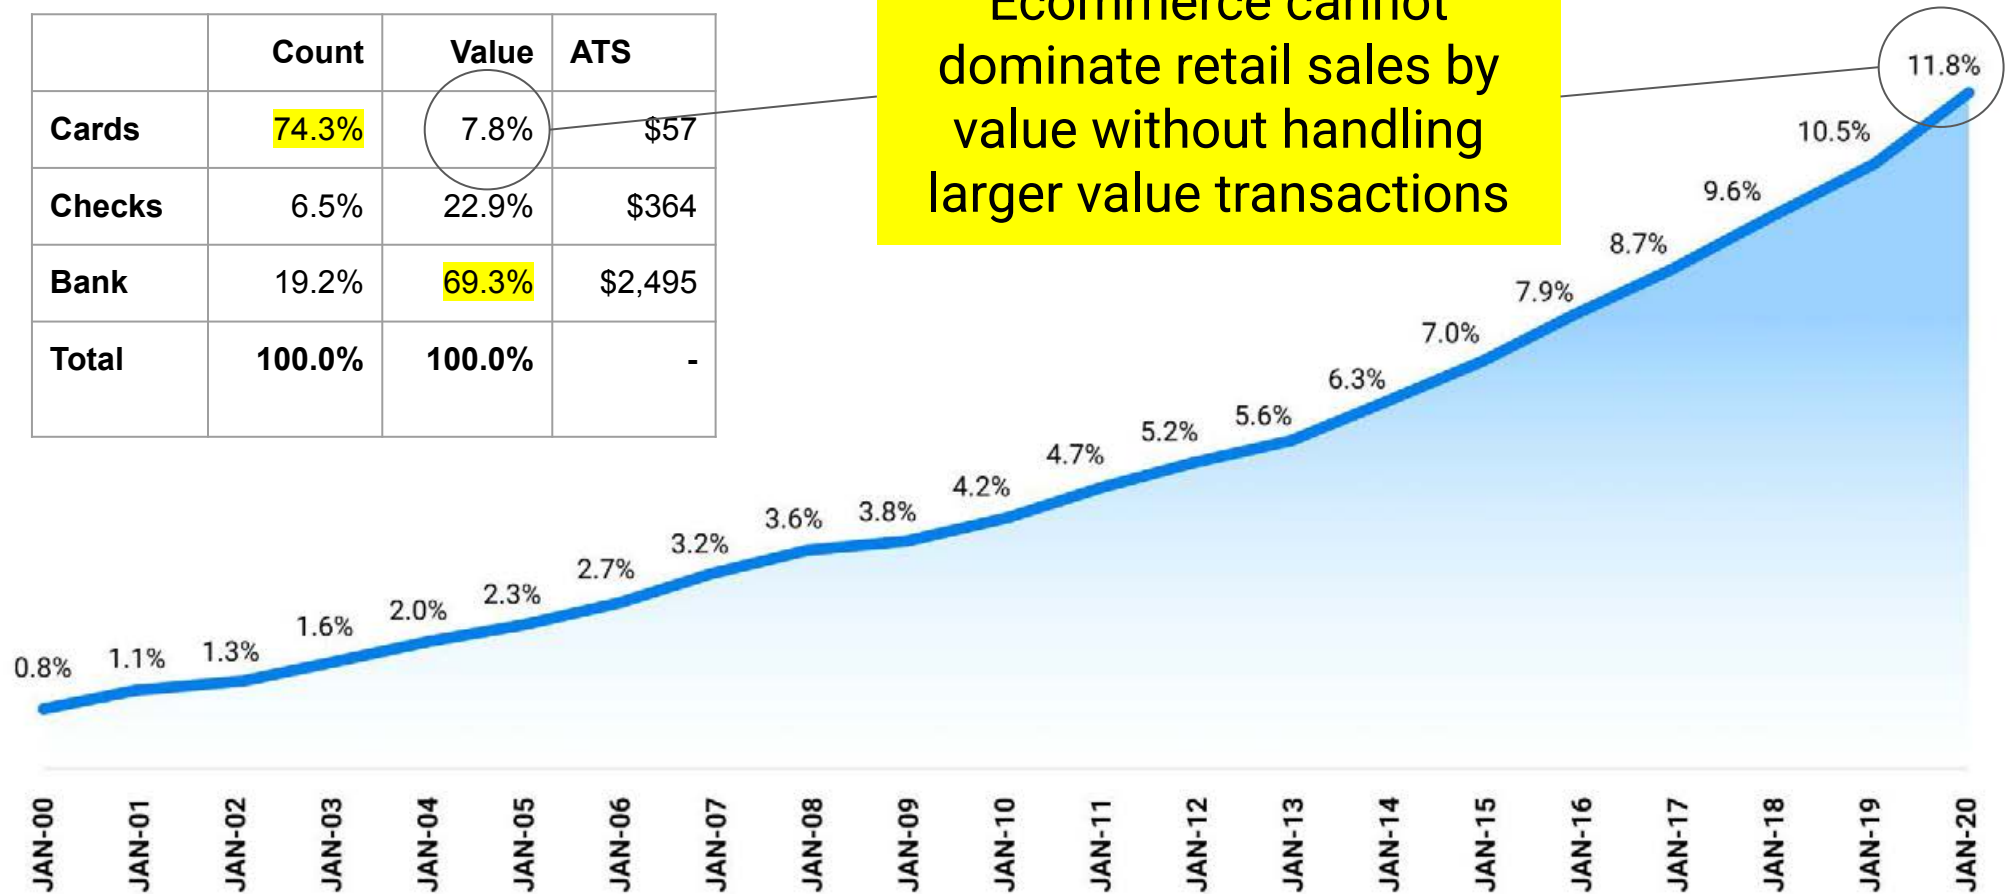 Count Value ATS
Cards 74.3% 7.8% $57
Checks 6.5% 22.9% $364
Bank 19.2% 69.3% $2,495
Total 100.0% 100.0% -
Ecommerce cannot
dominate retail sales by
value without handling
larger value transactions
0.8%
1.1%
1.3%
1.6%
2.0%
2.3%
2.7%
3.2%
3.6%
3.8%
4.2%
4.7%
5.2%
5.6%
6.3%
7.0%
7.9%
8.7%
9.6%
10.5%
11.8%
JAN-00
JAN-01
JAN-02
JAN-03
JAN-04
JAN-05
JAN-06
JAN-07
JAN-08
JAN-09
JAN-10
JAN-11
JAN-12
JAN-13
JAN-14
JAN-15
JAN-16
JAN-17
JAN-18
JAN-19
JAN-20